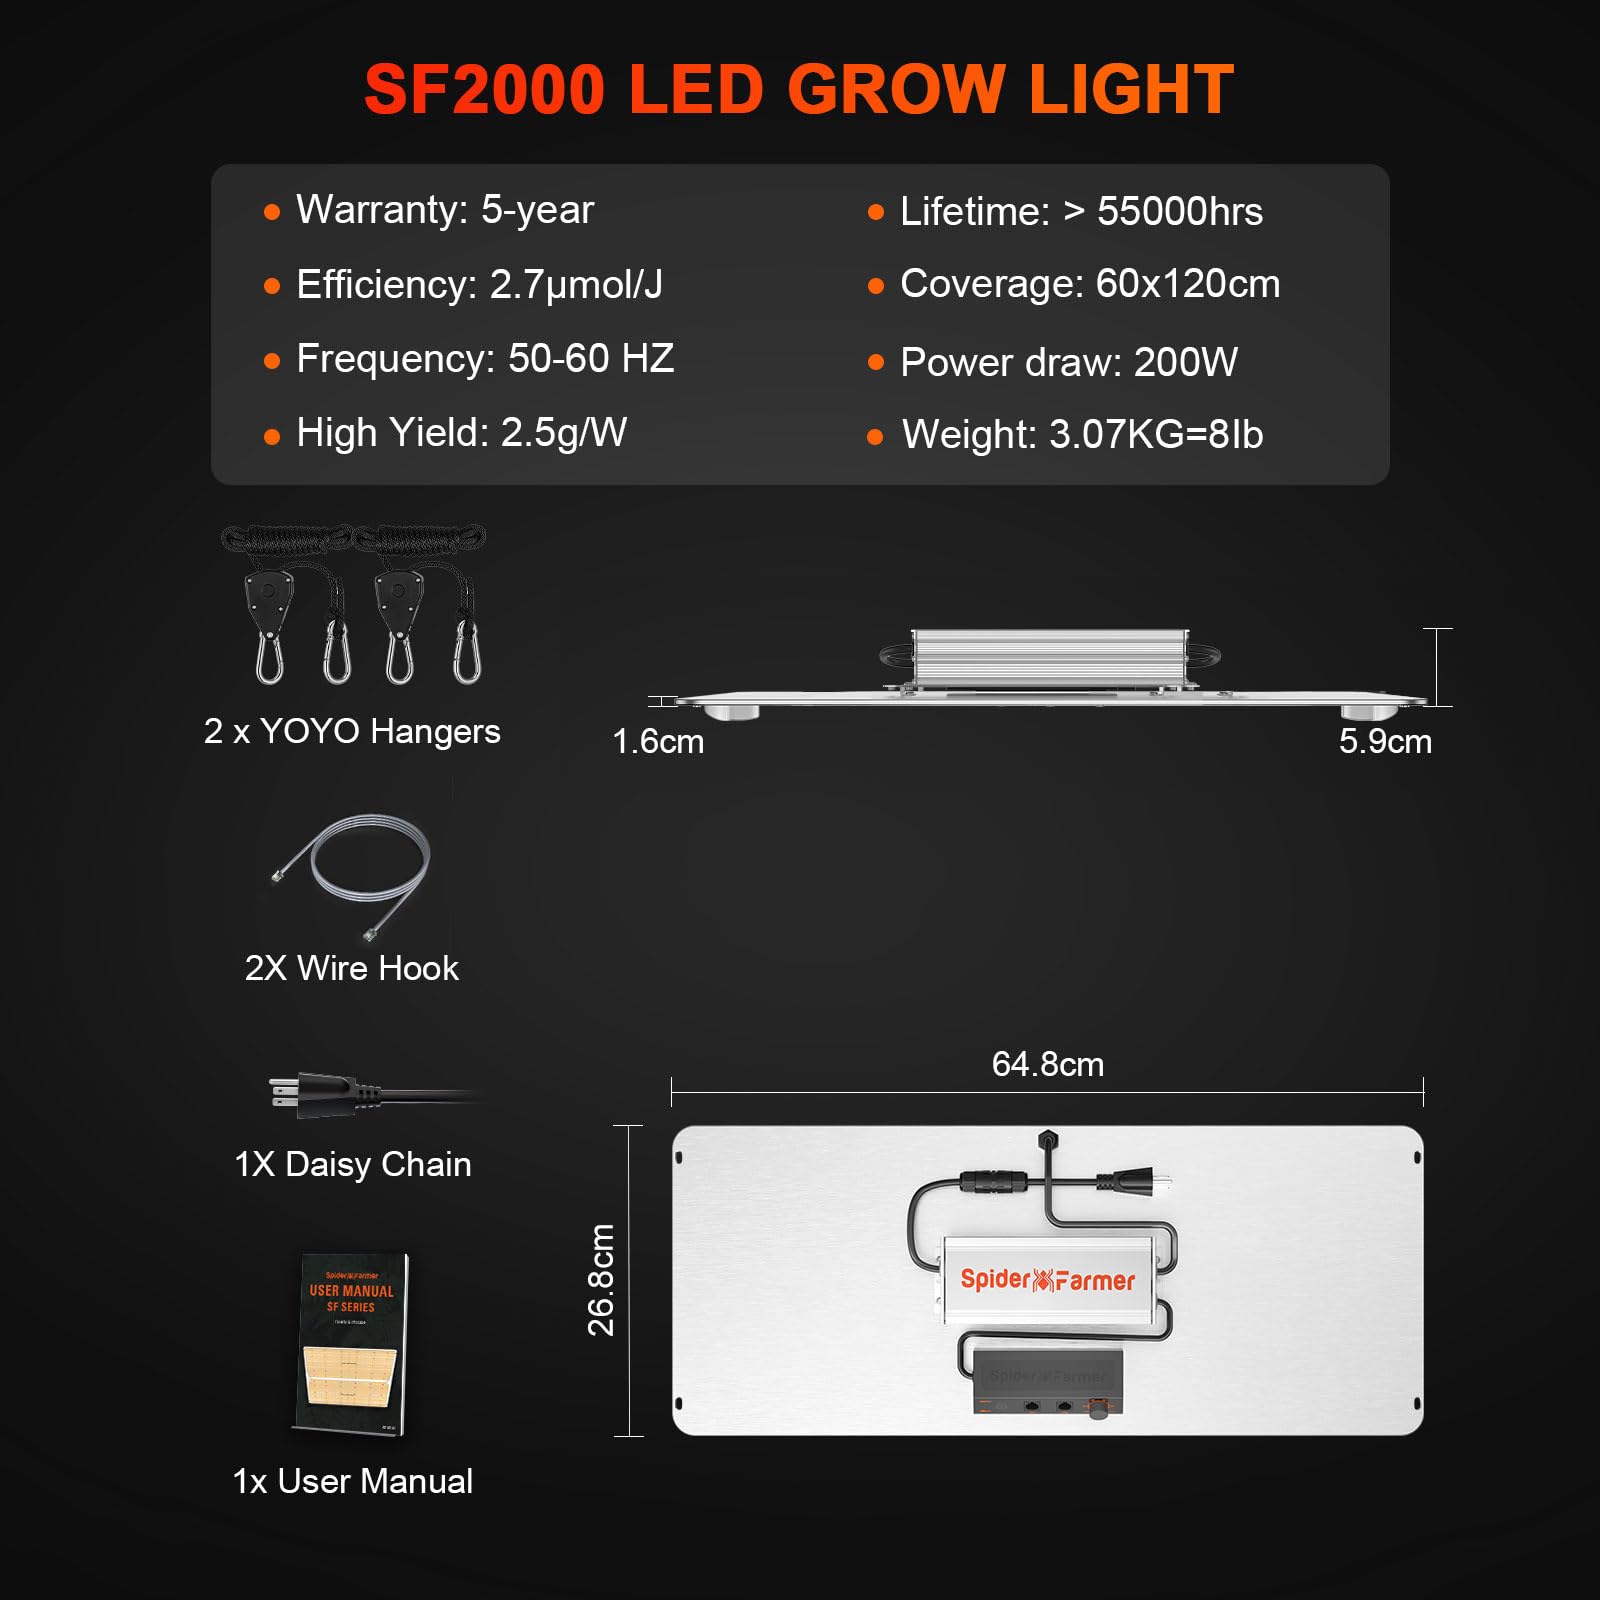 SF2000 LED GROW LIGHT
Warranty: 5-year
Lifetime: > 55000hrs
Efficiency: 2.7μmol/J
Coverage: 60x120cm
Frequency: 50-60 HZ
Power draw: 200W
High Yield: 2.5g/W
Weight: 3.07KG=8lb
2 x YOYO Hangers
1.6cm
5.9cm
2X Wire Hook
64.8cm
1X Daisy Chain
26.8cm
Spider Farmer
Spider Farmer
Spider Farmer
USER MANUAL
SF SERIES
1x User Manual